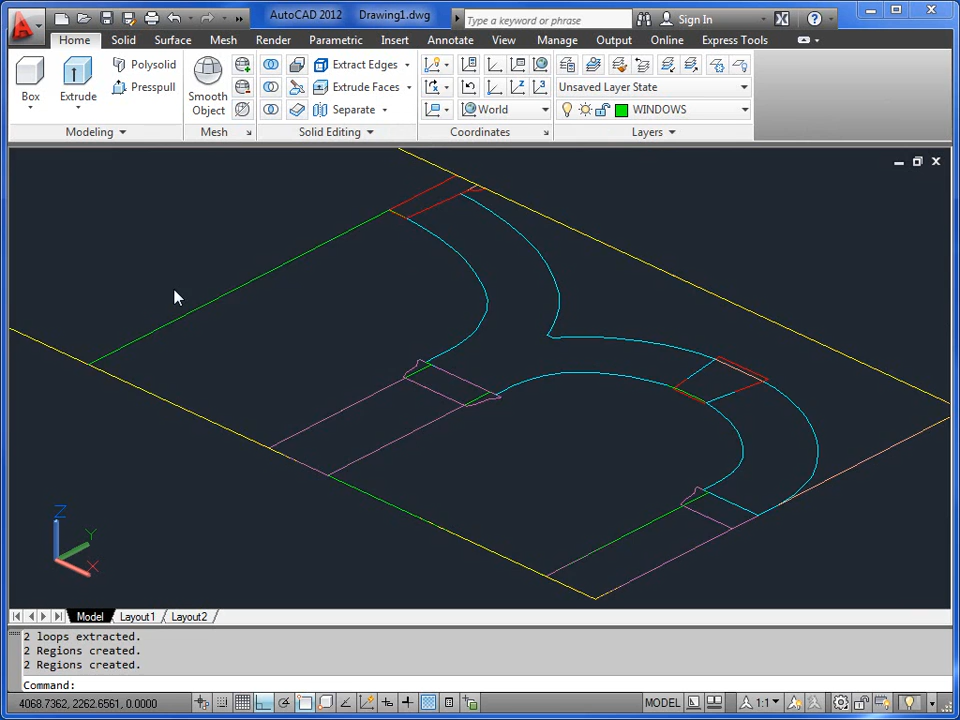 AutoCAD 2012 Drawing1.dwg Type a keyword or phrase Sign In
Home Solid Surface Mesh Render Parametric Insert Annotate View Manage Output Online Express Tools
Box
Extrude
Polysolid
Presspull
Smooth
Object
Extract Edges
Extrude Faces
Separate
World
Unsaved Layer State
WINDOWS
Modeling Mesh Solid Editing Coordinates Layers
Z
Y
X
Model Layout1 Layout2
2 loops extracted.
2 Regions created.
2 Regions created.
Command:
4068.7362, 2262.6561, 0.0000 MODEL 1:1